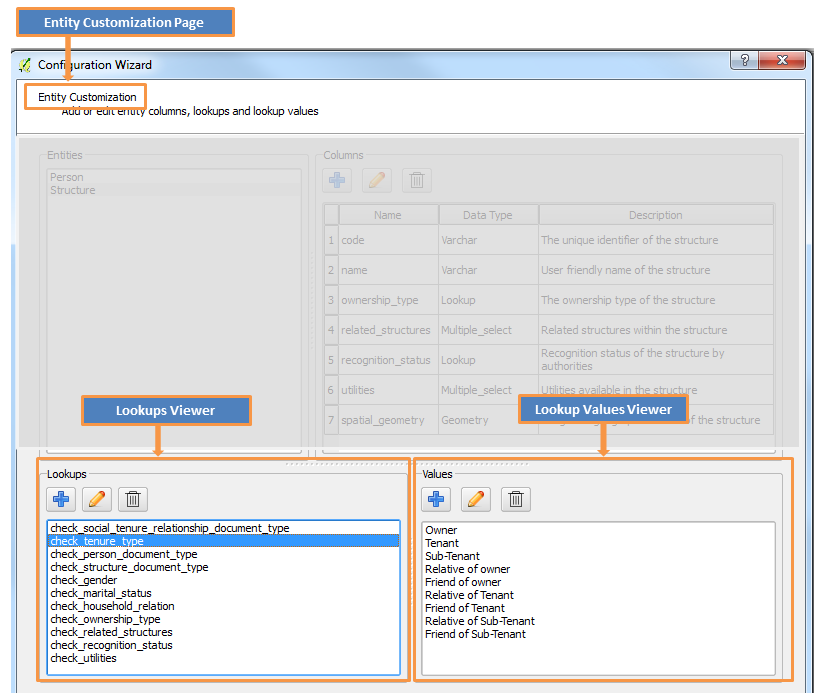 Entity Customization Page
Configuration Wizard
?
Entity Customization
Add or edit entity columns, lookups and lookup values
Entities
Person
Structure
Columns
Name Data Type Description
1 code Varchar The unique identifier of the structure
2 name Varchar User friendly name of the structure
3 ownership_type Lookup The ownership type of the structure
4 related_structures Multiple_select Related structures within the structure
5 recognition_status Lookup Recognition status of the structure by
authorities
6 utilities Multiple_select Utilities available in the structure
7 spatial_geometry Geometry of the structure
Lookups Viewer
Lookup Values Viewer
Lookups
check_social_tenure_relationship_document_type
check_tenure_type
check_person_document_type
check_structure_document_type
check_gender
check_marital_status
check_household_relation
check_ownership_type
check_related_structures
check_recognition_status
check_utilities
Values
Owner
Tenant
Sub-Tenant
Relative of owner
Friend of owner
Relative of Tenant
Friend of Tenant
Relative of Sub-Tenant
Friend of Sub-Tenant